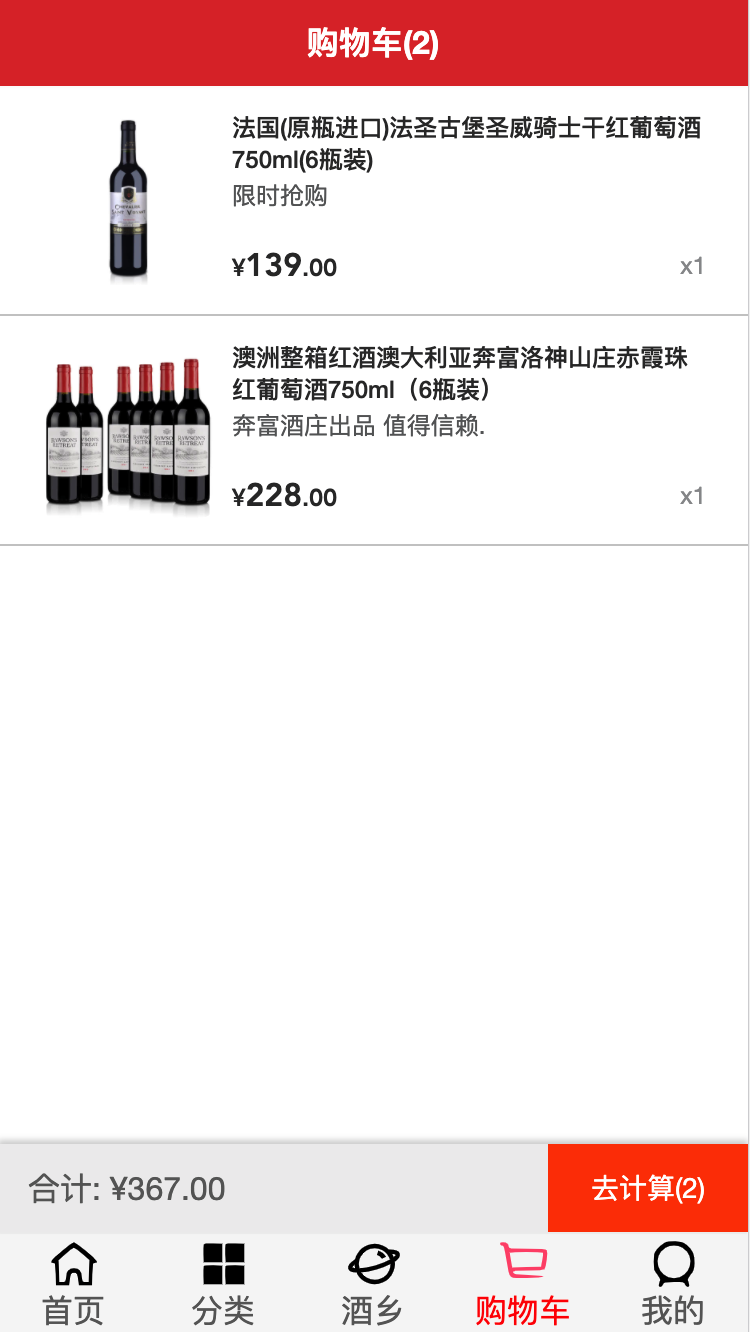 购物车(2)
法国(原瓶进口)法圣古堡圣威骑士干红葡萄酒
750ml(6瓶装)
限时抢购
¥139.00
x1
澳洲整箱红酒澳大利亚奔富洛神山庄赤霞珠
红葡萄酒750ml（6瓶装）
奔富酒庄出品 值得信赖.
¥228.00
x1
合计: ¥367.00
去计算(2)
首页
分类
酒乡
购物车
我的